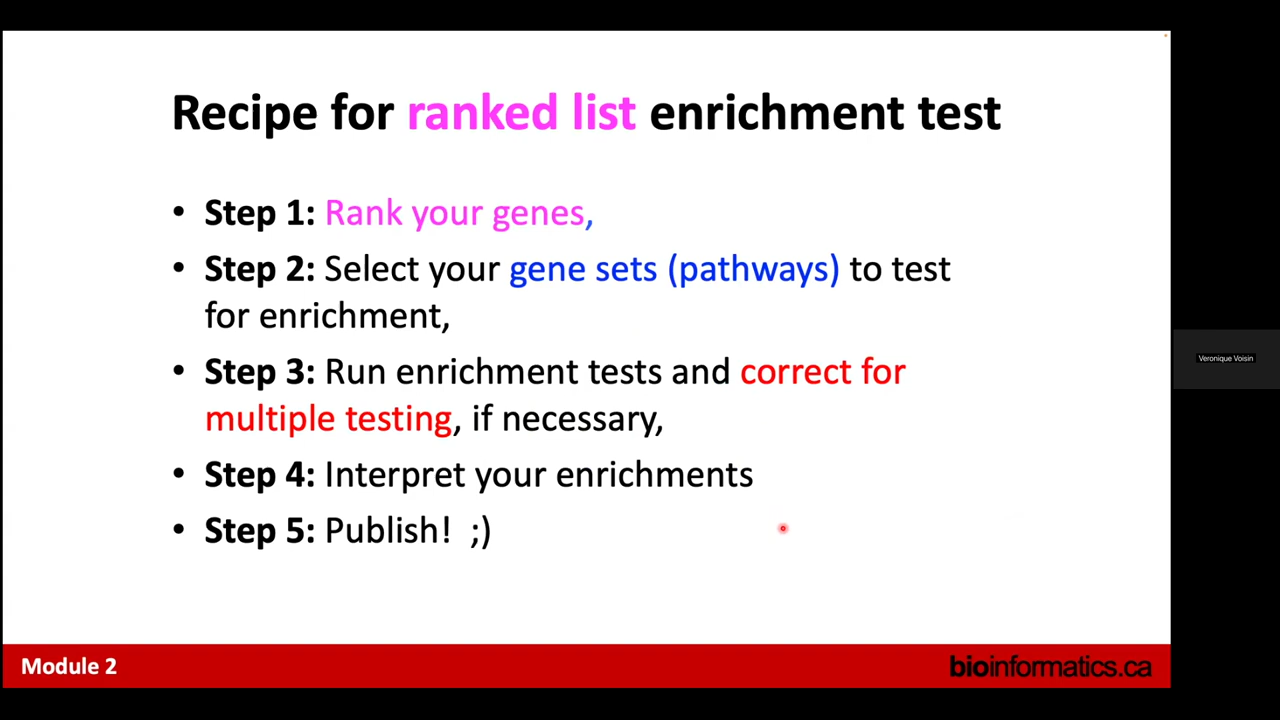 Recipe for ranked list enrichment test
• Step 1: Rank your genes,
• Step 2: Select your gene sets (pathways) to test
for enrichment,
• Step 3: Run enrichment tests and correct for
multiple testing, if necessary,
• Step 4: Interpret your enrichments
• Step 5: Publish! ;)
Veronique Voisin
Module 2
bioinformatics.ca